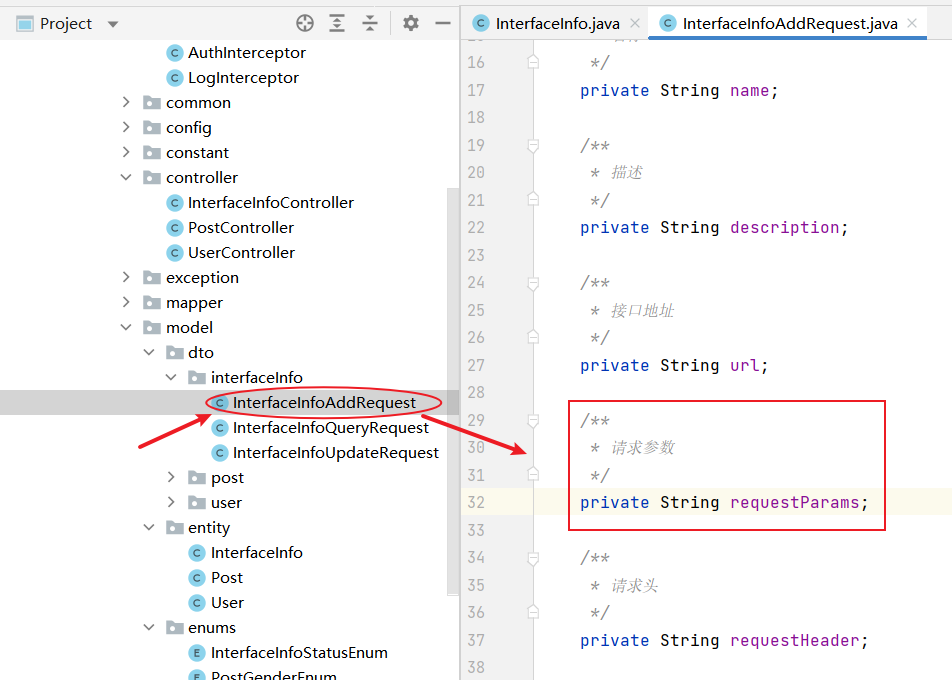 Project
AuthInterceptor
LogInterceptor
common
config
constant
controller
InterfaceInfoController
PostController
UserController
exception
mapper
model
dto
interfaceInfo
InterfaceInfoAddRequest
InterfaceInfoQueryRequest
InterfaceInfoUpdateRequest
post
user
entity
InterfaceInfo
Post
User
enums
InterfaceInfoStatusEnum
PostGenderEnum
InterfaceInfo.java
InterfaceInfoAddRequest.java
16 */
17 private String name;
18
19 /**
20 * 描述
21 */
22 private String description;
23
24 /**
25 * 接口地址
26 */
27 private String url;
28
29 /**
30 * 请求参数
31 */
32 private String requestParams;
33
34 /**
35 * 请求头
36 */
37 private String requestHeader;
38